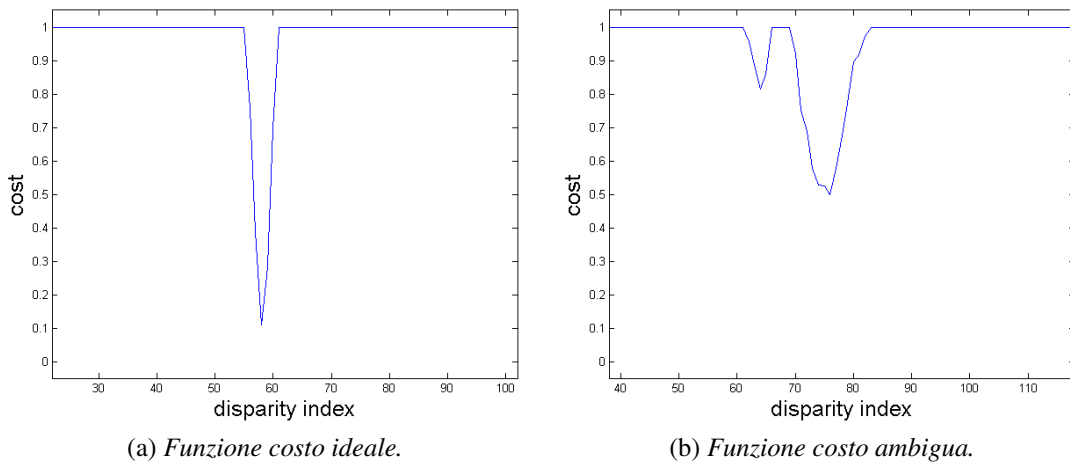 1
0.9
0.8
0.7
0.6
0.5
0.4
0.3
0.2
0.1
0
cost
30 40 50 60 70 80 90 100
disparity index
(a) Funzione costo ideale.
1
0.9
0.8
0.7
0.6
0.5
0.4
0.3
0.2
0.1
0
cost
40 50 60 70 80 90 100 110
disparity index
(b) Funzione costo ambigua.